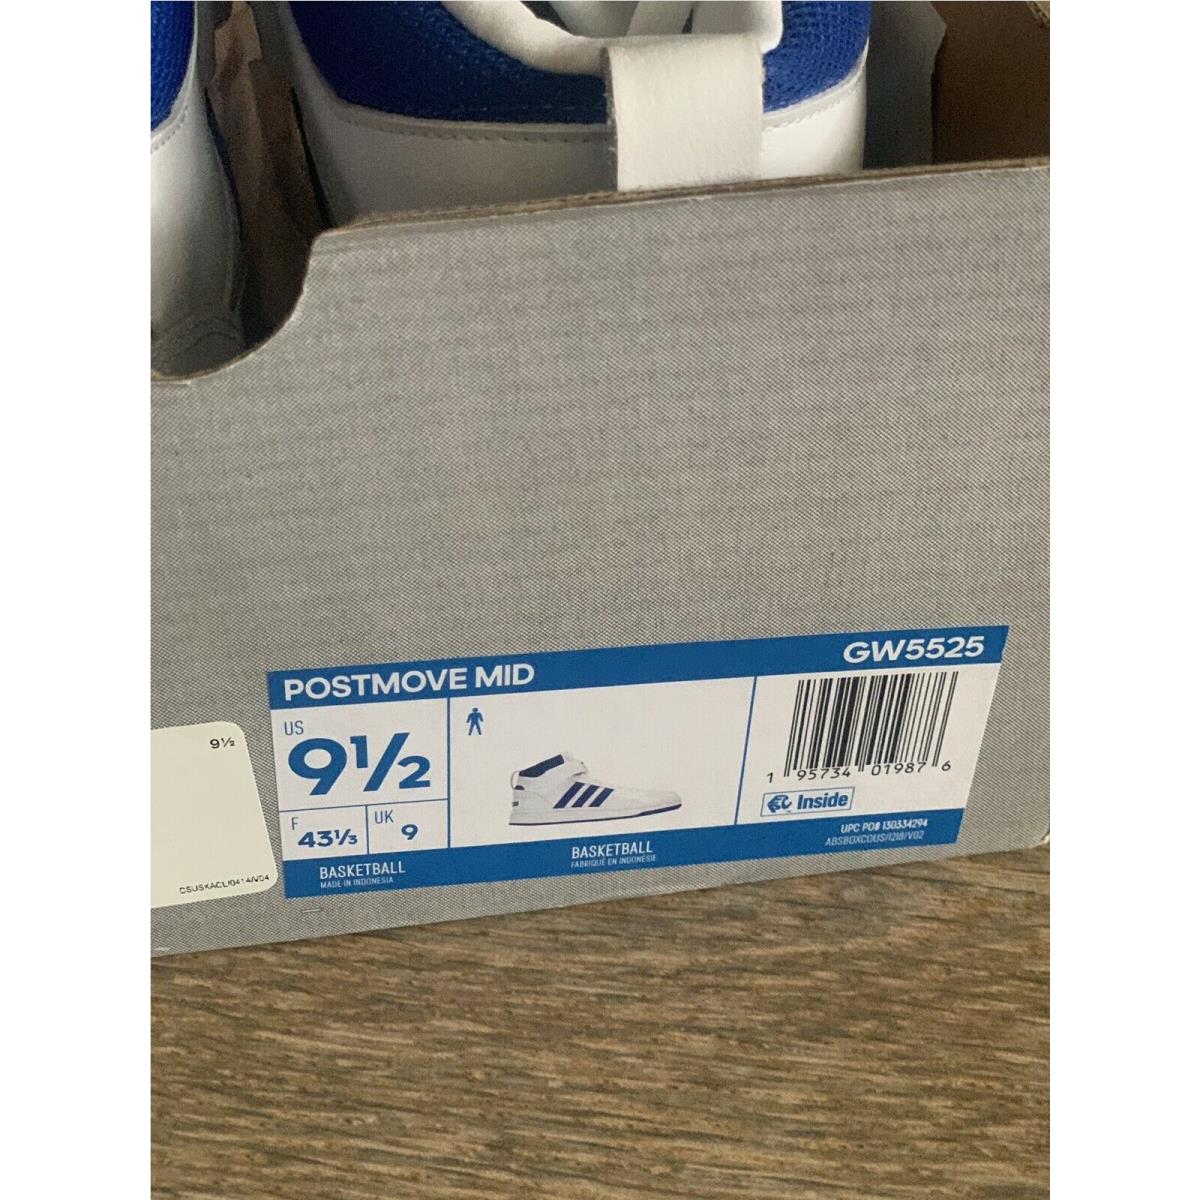 POSTMOVE MID
GW5525
US
9½
F
43⅓
UK
9
BASKETBALL
MADE IN INDONESIA
BASKETBALL
FABRIQUÉ EN INDONÉSIE
1 95734 01987 6
Inside
UPC PO# 130334294
ABSBOXCOUS/1218/V02
9½
CSUSKACL/0414/V04